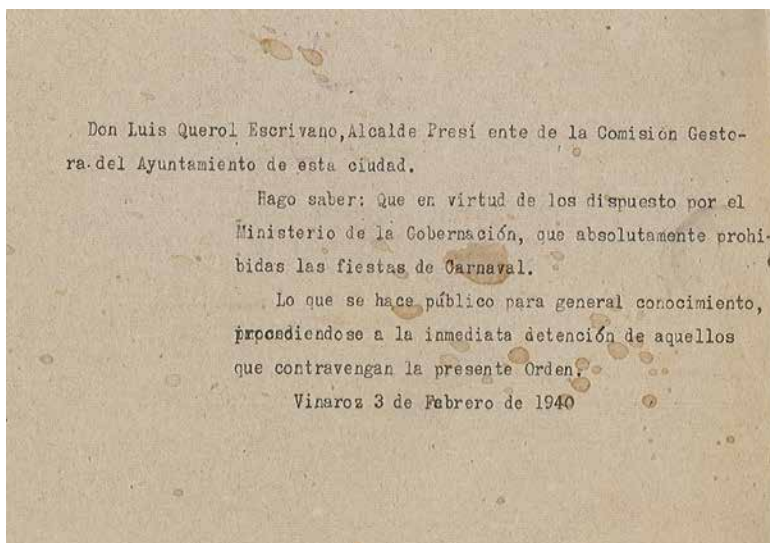 Don Luis Querol Escrivano,Alcalde Presi ente de la Comisión Gesto-
ra.del Ayuntamiento de esta ciudad.
Hago saber: Que en virtud de los dispuesto por el
Ministerio de la Gobernación, que absolutamente prohi-
bidas las fiestas de Carnaval.
Lo que se hace público para general conocimiento,
prpondiendose a la inmediata detención de aquellos
que contravengan la presente Orden.
Vinaroz 3 de Febrero de 1940